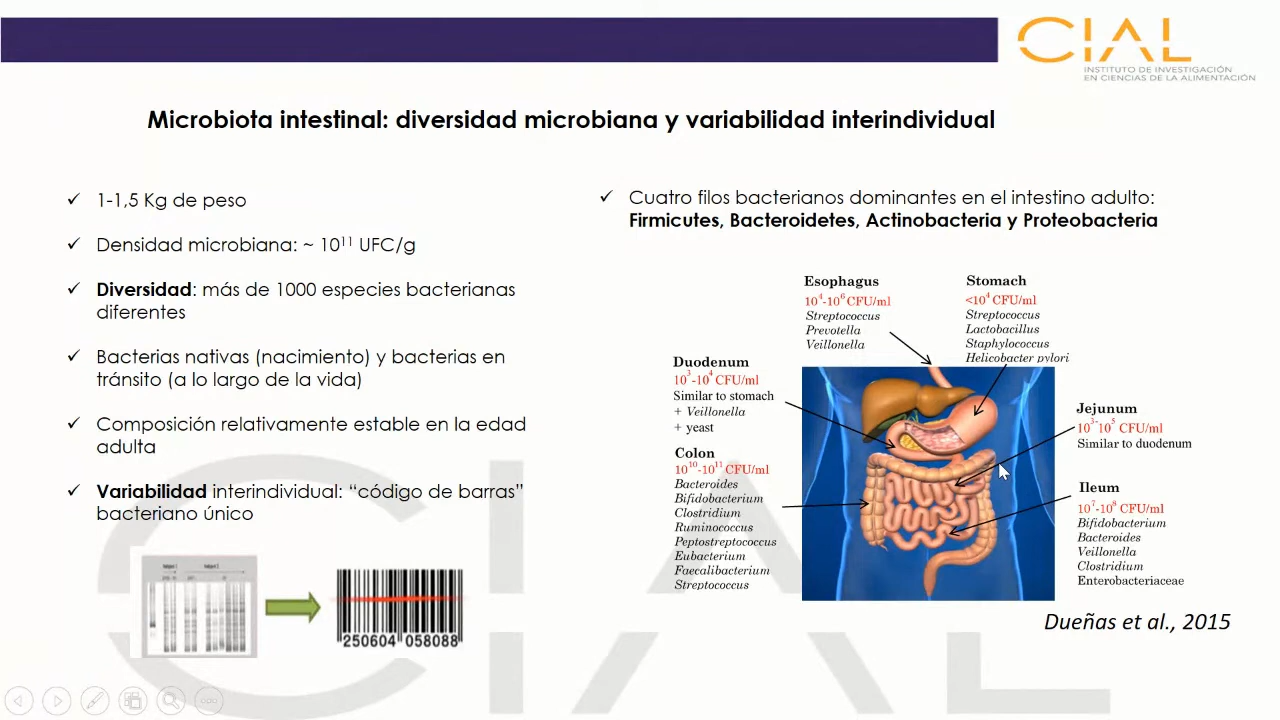 CIAL
INSTITUTO DE INVESTIGACIÓN
EN CIENCIAS DE LA ALIMENTACIÓN
Microbiota intestinal: diversidad microbiana y variabilidad interindividual
✓ 1-1,5 Kg de peso
✓ Densidad microbiana: ~ 10¹¹ UFC/g
✓ Diversidad: más de 1000 especies bacterianas
diferentes
✓ Bacterias nativas (nacimiento) y bacterias en
tránsito (a lo largo de la vida)
✓ Composición relativamente estable en la edad
adulta
✓ Variabilidad interindividual: “código de barras”
bacteriano único
250604 058088
✓ Cuatro filos bacterianos dominantes en el intestino adulto:
Firmicutes, Bacteroidetes, Actinobacteria y Proteobacteria
Esophagus
10⁴-10⁶ CFU/ml
Streptococcus
Prevotella
Veillonella
Stomach
<10⁴ CFU/ml
Streptococcus
Lactobacillus
Staphylococcus
Helicobacter pylori
Duodenum
10³-10⁴ CFU/ml
Similar to stomach
+ Veillonella
+ yeast
Colon
10¹⁰-10¹¹ CFU/ml
Bacteroides
Bifidobacterium
Clostridium
Ruminococcus
Peptostreptococcus
Eubacterium
Faecalibacterium
Streptococcus
Jejunum
10³-10⁵ CFU/ml
Similar to duodenum
Ileum
10⁷-10⁸ CFU/ml
Bifidobacterium
Bacteroides
Veillonella
Clostridium
Enterobacteriaceae
Dueñas et al., 2015
CIAL